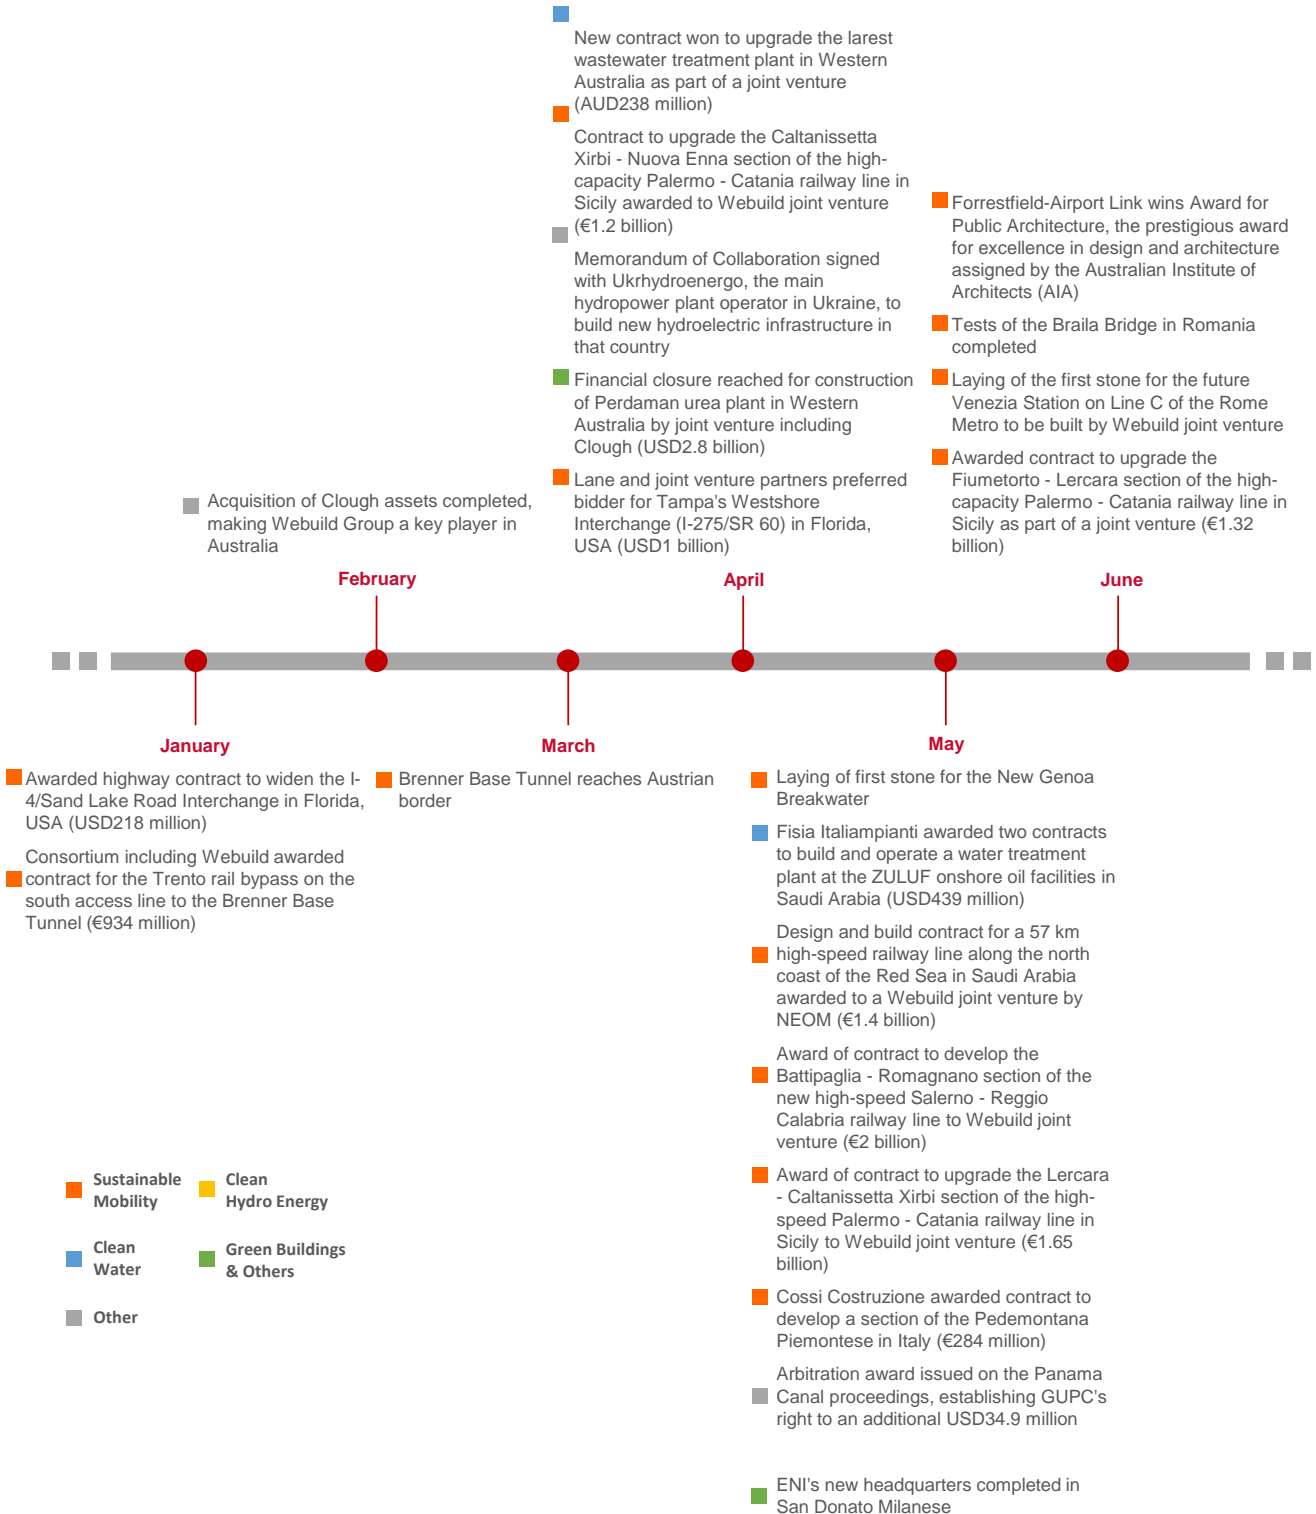 New contract won to upgrade the larest
wastewater treatment plant in Western
Australia as part of a joint venture
(AUD238 million)
Contract to upgrade the Caltanissetta
Xirbi - Nuova Enna section of the high-
capacity Palermo - Catania railway line in
Sicily awarded to Webuild joint venture
(€1.2 billion)
Memorandum of Collaboration signed
with Ukrhydroenergo, the main
hydropower plant operator in Ukraine, to
build new hydroelectric infrastructure in
that country
Financial closure reached for construction
of Perdaman urea plant in Western
Australia by joint venture including
Clough (USD2.8 billion)
Lane and joint venture partners preferred
bidder for Tampa's Westshore
Interchange (I-275/SR 60) in Florida,
USA (USD1 billion)
Forrestfield-Airport Link wins Award for
Public Architecture, the prestigious award
for excellence in design and architecture
assigned by the Australian Institute of
Architects (AIA)
Tests of the Braila Bridge in Romania
completed
Laying of the first stone for the future
Venezia Station on Line C of the Rome
Metro to be built by Webuild joint venture
Awarded contract to upgrade the
Fiumetorto - Lercara section of the high-
capacity Palermo - Catania railway line in
Sicily as part of a joint venture (€1.32
billion)
Acquisition of Clough assets completed,
making Webuild Group a key player in
Australia
February
April
June
January
March
May
Awarded highway contract to widen the I-
4/Sand Lake Road Interchange in Florida,
USA (USD218 million)
Consortium including Webuild awarded
contract for the Trento rail bypass on the
south access line to the Brenner Base
Tunnel (€934 million)
Brenner Base Tunnel reaches Austrian
border
Laying of first stone for the New Genoa
Breakwater
Fisia Italiampianti awarded two contracts
to build and operate a water treatment
plant at the ZULUF onshore oil facilities in
Saudi Arabia (USD439 million)
Design and build contract for a 57 km
high-speed railway line along the north
coast of the Red Sea in Saudi Arabia
awarded to a Webuild joint venture by
NEOM (€1.4 billion)
Award of contract to develop the
Battipaglia - Romagnano section of the
new high-speed Salerno - Reggio
Calabria railway line to Webuild joint
venture (€2 billion)
Award of contract to upgrade the Lercara
- Caltanissetta Xirbi section of the high-
speed Palermo - Catania railway line in
Sicily to Webuild joint venture (€1.65
billion)
Cossi Costruzione awarded contract to
develop a section of the Pedemontana
Piemontese in Italy (€284 million)
Arbitration award issued on the Panama
Canal proceedings, establishing GUPC's
right to an additional USD34.9 million
ENI's new headquarters completed in
San Donato Milanese
Sustainable
Mobility
Clean
Hydro Energy
Clean
Water
Green Buildings
& Others
Other